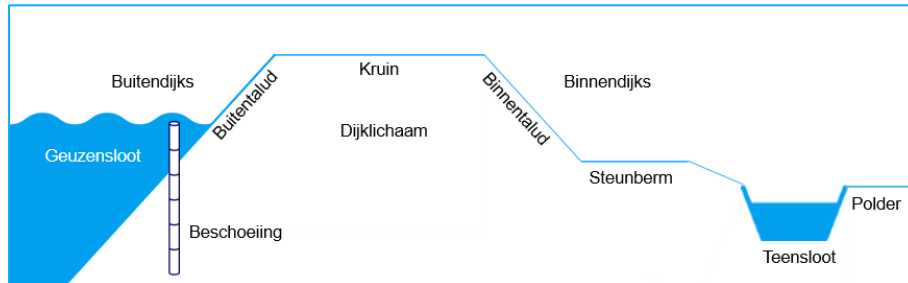 Kruin
Buitendijks
Binnendijks
Buitentalud
Binnentalud
Dijklichaam
Geuzensloot
Steunberm
Polder
Beschoeiing
Teensloot